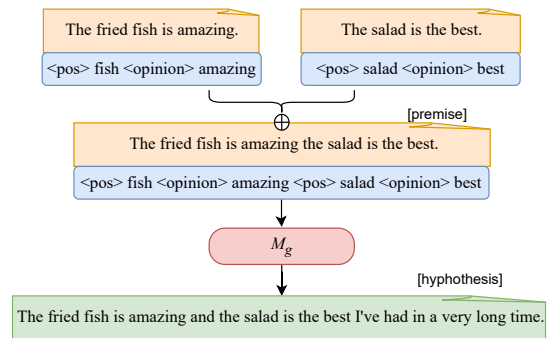 The fried fish is amazing.
<pos> fish <opinion> amazing
The salad is the best.
<pos> salad <opinion> best
[premise]
The fried fish is amazing the salad is the best.
<pos> fish <opinion> amazing <pos> salad <opinion> best
M_g
[hyphothesis]
The fried fish is amazing and the salad is the best I've had in a very long time.